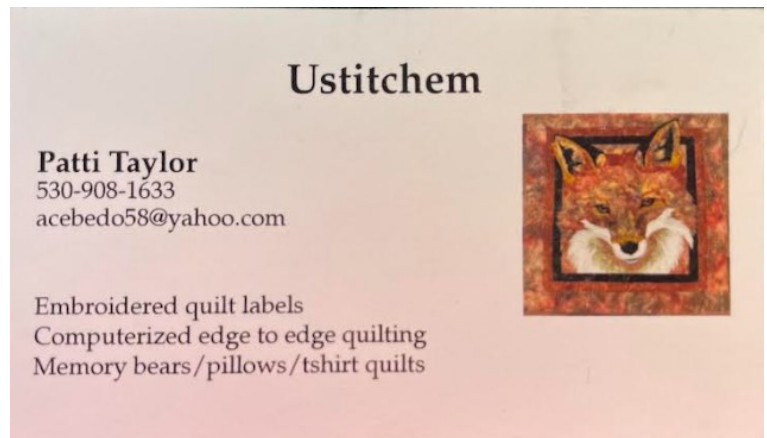 Ustitchem
Patti Taylor
530-908-1633
acebedo58@yahoo.com
Embroidered quilt labels
Computerized edge to edge quilting
Memory bears/pillows/tshirt quilts